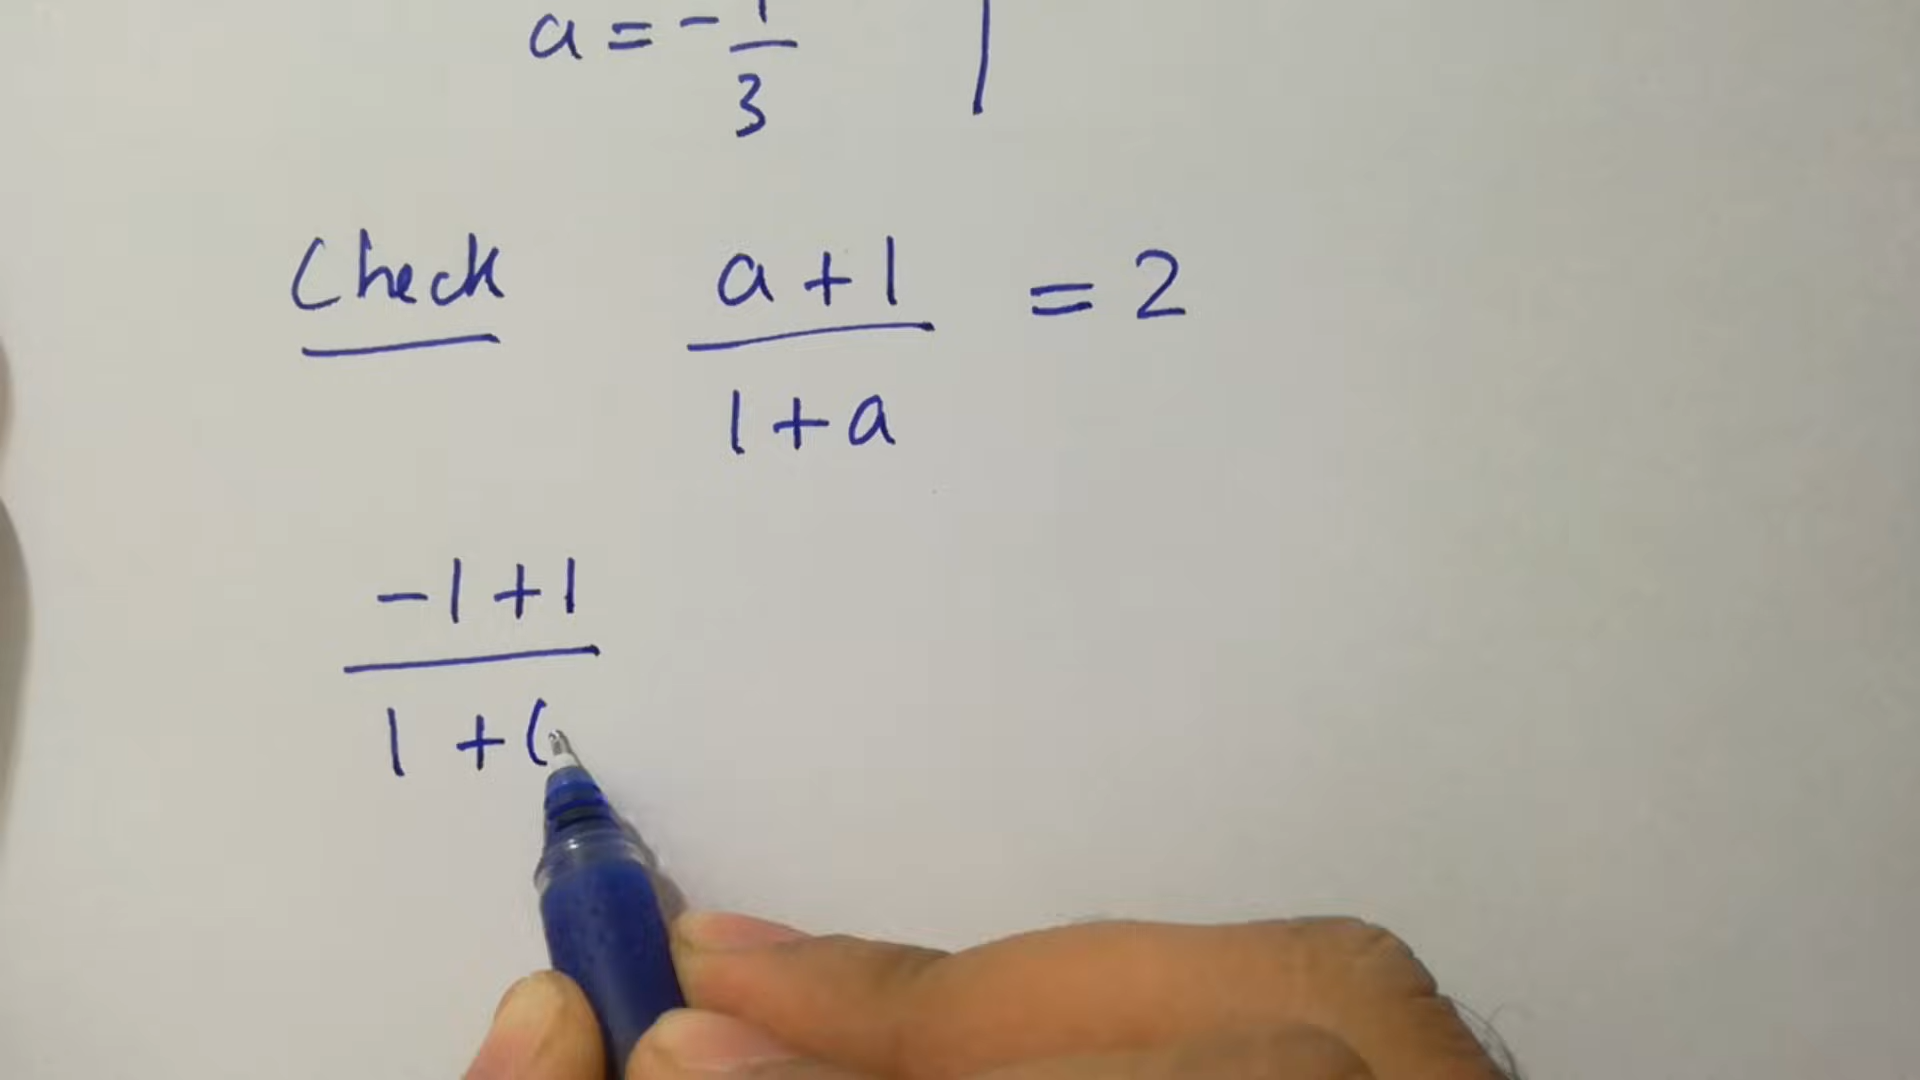 a = - 1/3 |
Check (a + 1)/(1 + a) = 2
(-1 + 1)/(1 + (